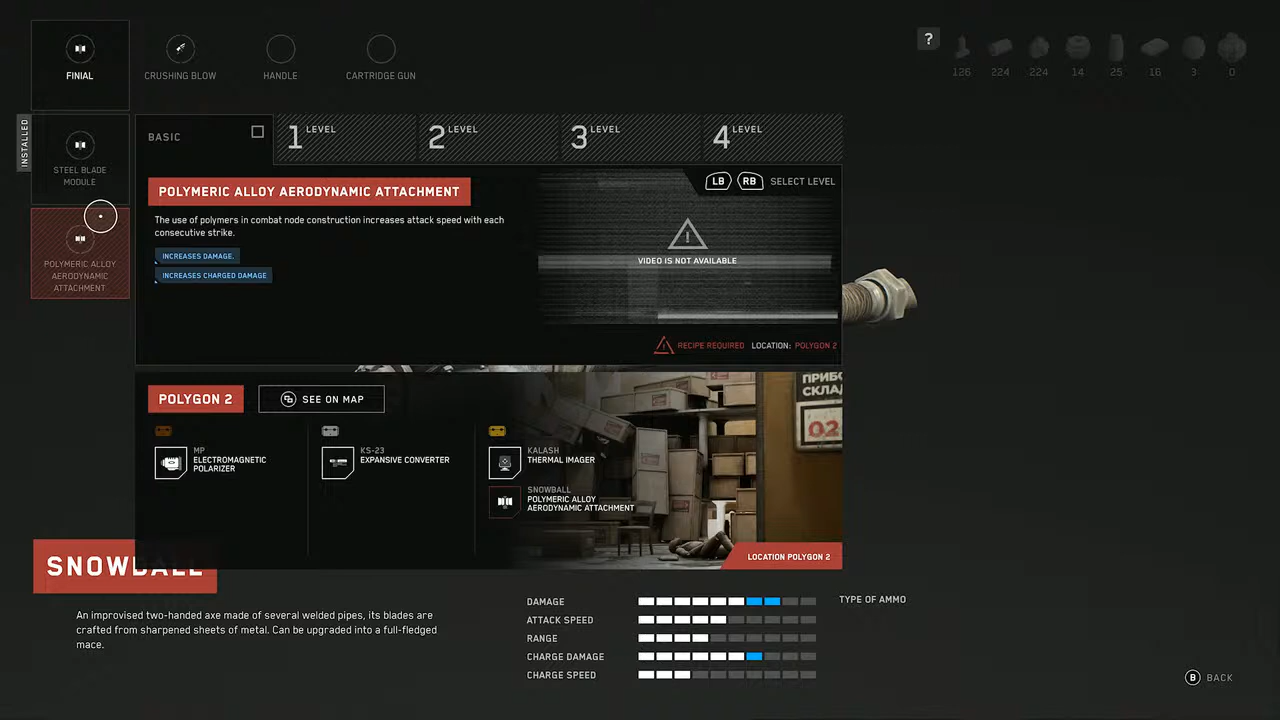 FINIAL
CRUSHING BLOW
HANDLE
CARTRIDGE GUN
?
126 224 224 14 25 16 3 0
INSTALLED
STEEL BLADE
MODULE
POLYMERIC ALLOY
AERODYNAMIC
ATTACHMENT
BASIC
1 LEVEL
2 LEVEL
3 LEVEL
4 LEVEL
POLYMERIC ALLOY AERODYNAMIC ATTACHMENT
LB RB SELECT LEVEL
The use of polymers in combat node construction increases attack speed with each
consecutive strike.
INCREASES DAMAGE.
INCREASES CHARGED DAMAGE
VIDEO IS NOT AVAILABLE
RECIPE REQUIRED LOCATION: POLYGON 2
POLYGON 2
SEE ON MAP
MP
ELECTROMAGNETIC
POLARIZER
KS-23
EXPANSIVE CONVERTER
KALASH
THERMAL IMAGER
SNOWBALL
POLYMERIC ALLOY
AERODYNAMIC ATTACHMENT
02
LOCATION POLYGON 2
SNOWBALL
An improvised two-handed axe made of several welded pipes, its blades are
crafted from sharpened sheets of metal. Can be upgraded into a full-fledged
mace.
DAMAGE
ATTACK SPEED
RANGE
CHARGE DAMAGE
CHARGE SPEED
TYPE OF AMMO
B BACK